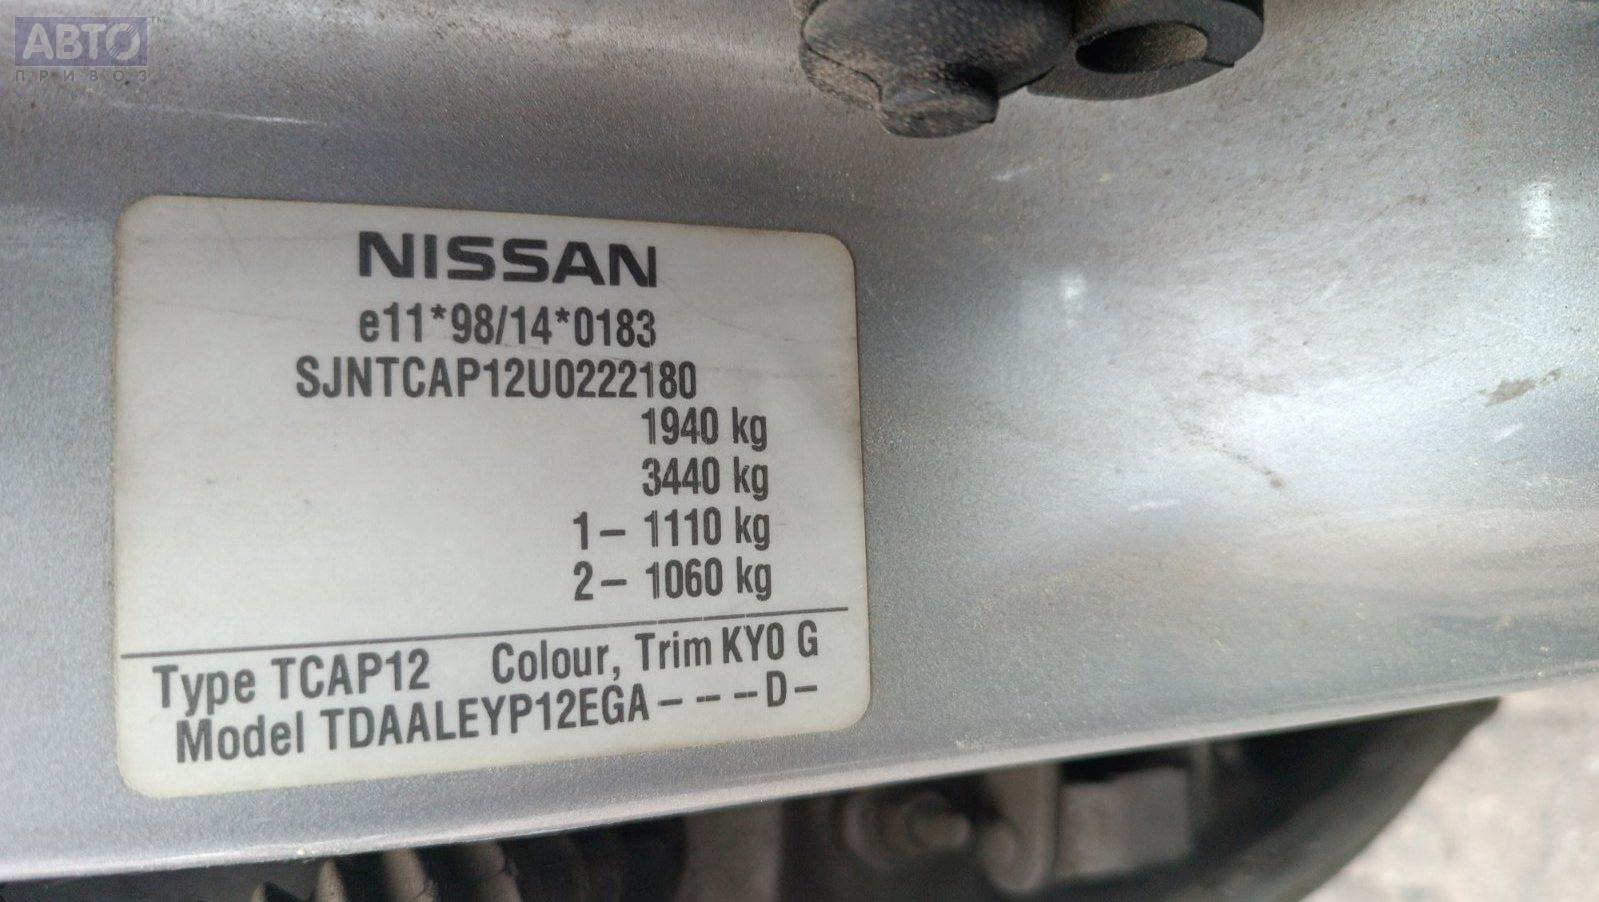 АВТО
ПРИВОЗ
NISSAN
e11*98/14*0183
SJNTCAP12U0222180
1940 kg
3440 kg
1– 1110 kg
2– 1060 kg
Type TCAP12 Colour, Trim KY0 G
Model TDAALEYP12EGA – – – –D–